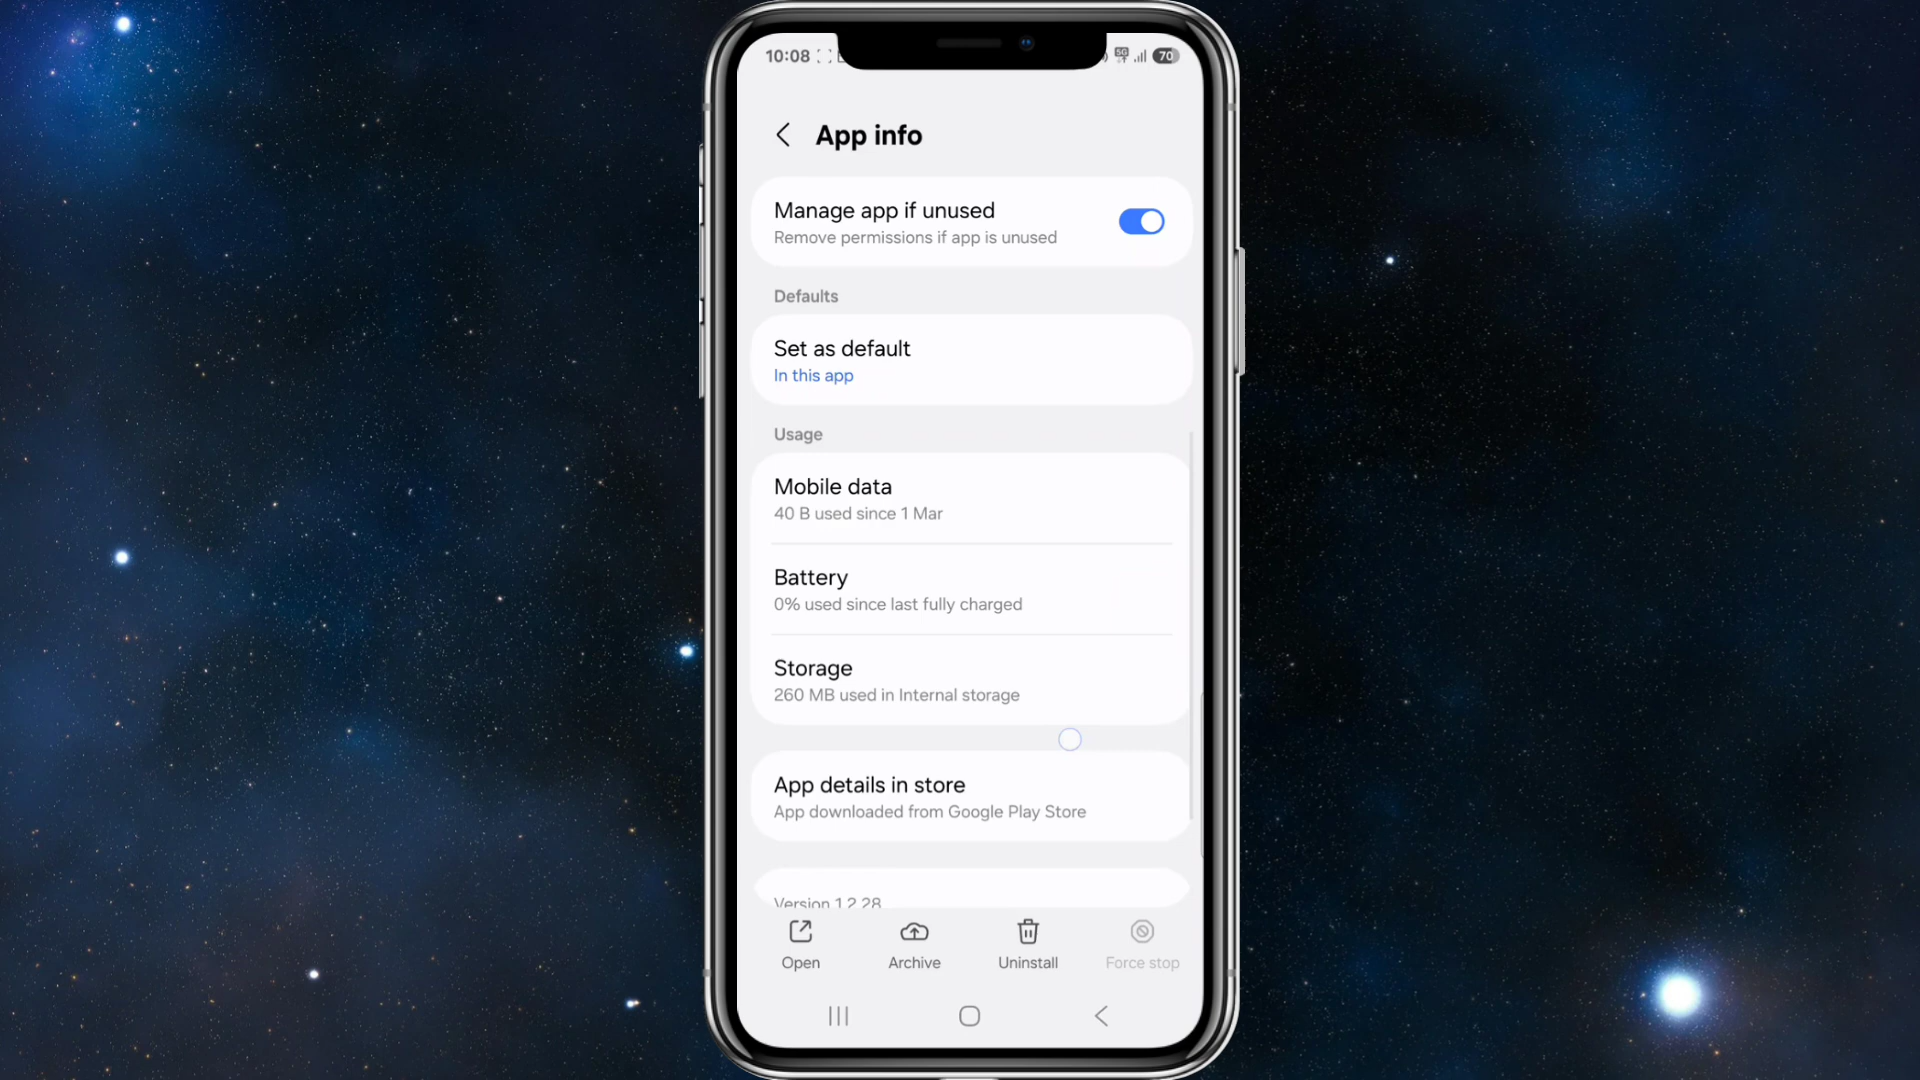 10:08
5G
70
App info
Manage app if unused
Remove permissions if app is unused
Defaults
Set as default
In this app
Usage
Mobile data
40 B used since 1 Mar
Battery
0% used since last fully charged
Storage
260 MB used in Internal storage
App details in store
App downloaded from Google Play Store
Version 1.2.28
Open
Archive
Uninstall
Force stop